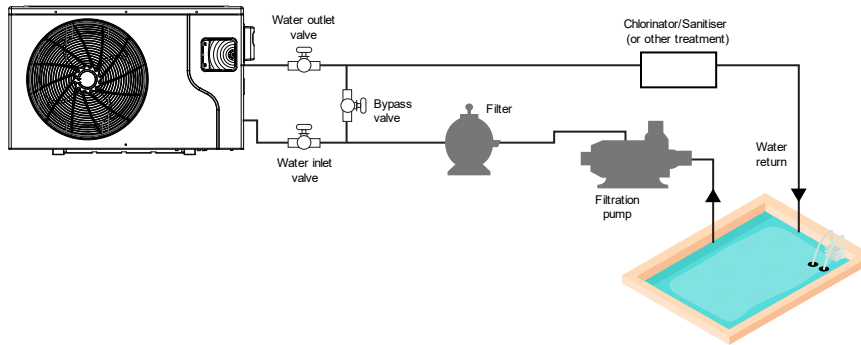 Water outlet
valve
Chlorinator/Sanitiser
(or other treatment)
Bypass
valve
Filter
Water inlet
valve
Water
return
Filtration
pump